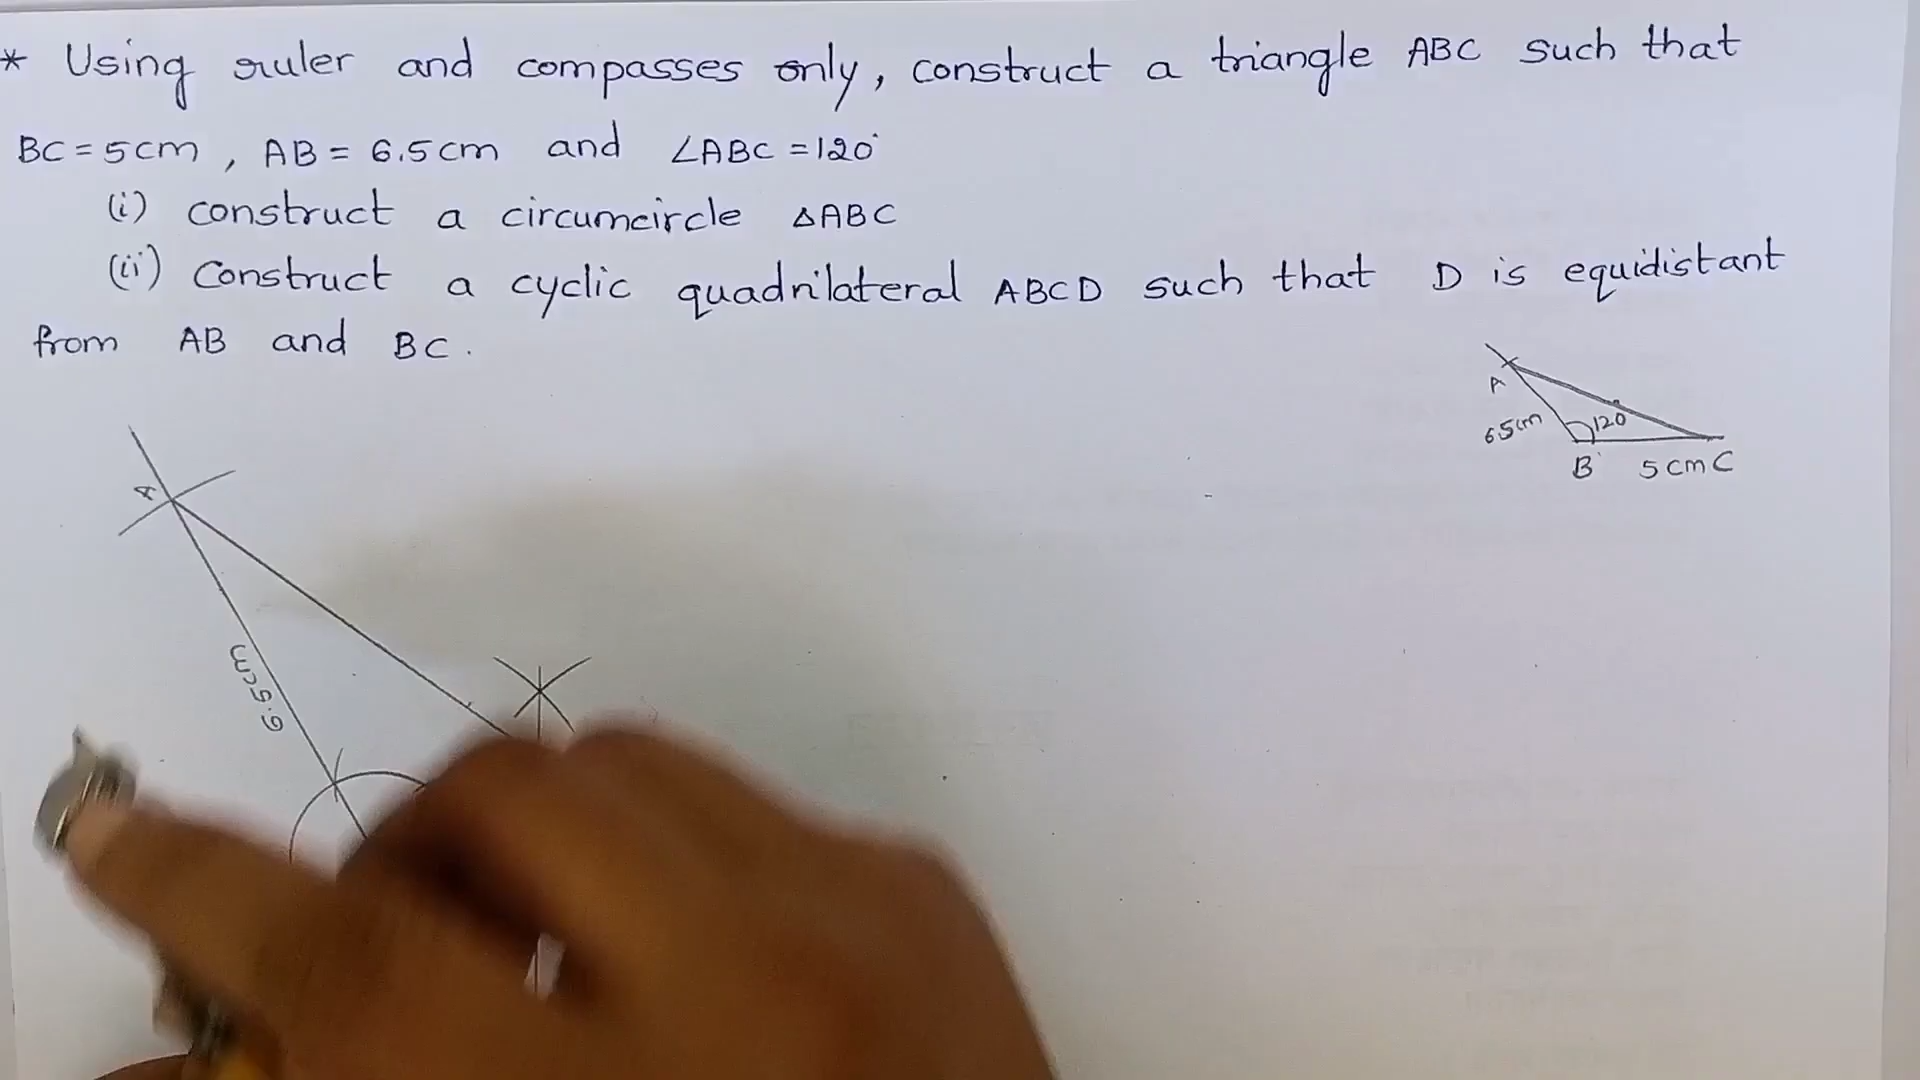 * Using ruler and compasses only, construct a triangle ABC such that
BC = 5cm, AB = 6.5cm and ∠ABC = 120°
(i) construct a circumcircle △ABC
(ii) Construct a cyclic quadrilateral ABCD such that D is equidistant
from AB and BC.
A
6.5cm
120
B 5cm C
A
6.5cm